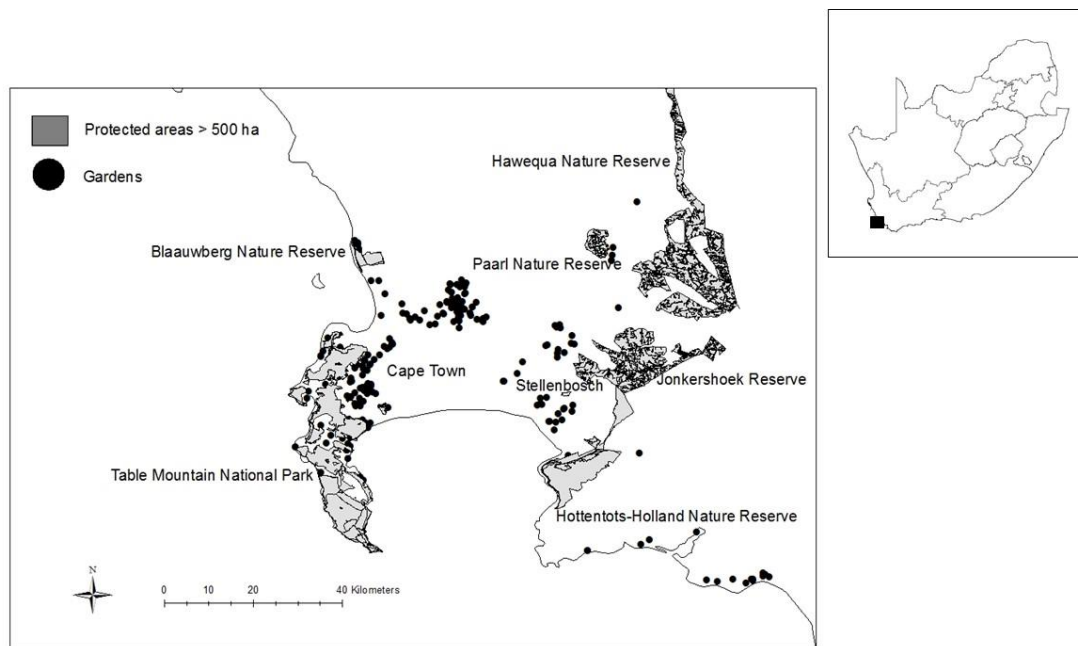 Protected areas > 500 ha
Gardens
Hawequa Nature Reserve
Blaauwberg Nature Reserve
Paarl Nature Reserve
Cape Town
Stellenbosch
Jonkershoek Reserve
Table Mountain National Park
Hottentots-Holland Nature Reserve
N
0 10 20 40 Kilometers